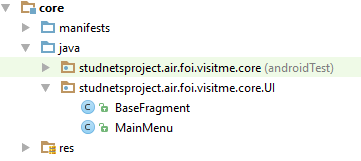 core
manifests
java
studnetsproject.air.foi.visitme.core (androidTest)
studnetsproject.air.foi.visitme.core.UI
C BaseFragment
C MainMenu
res